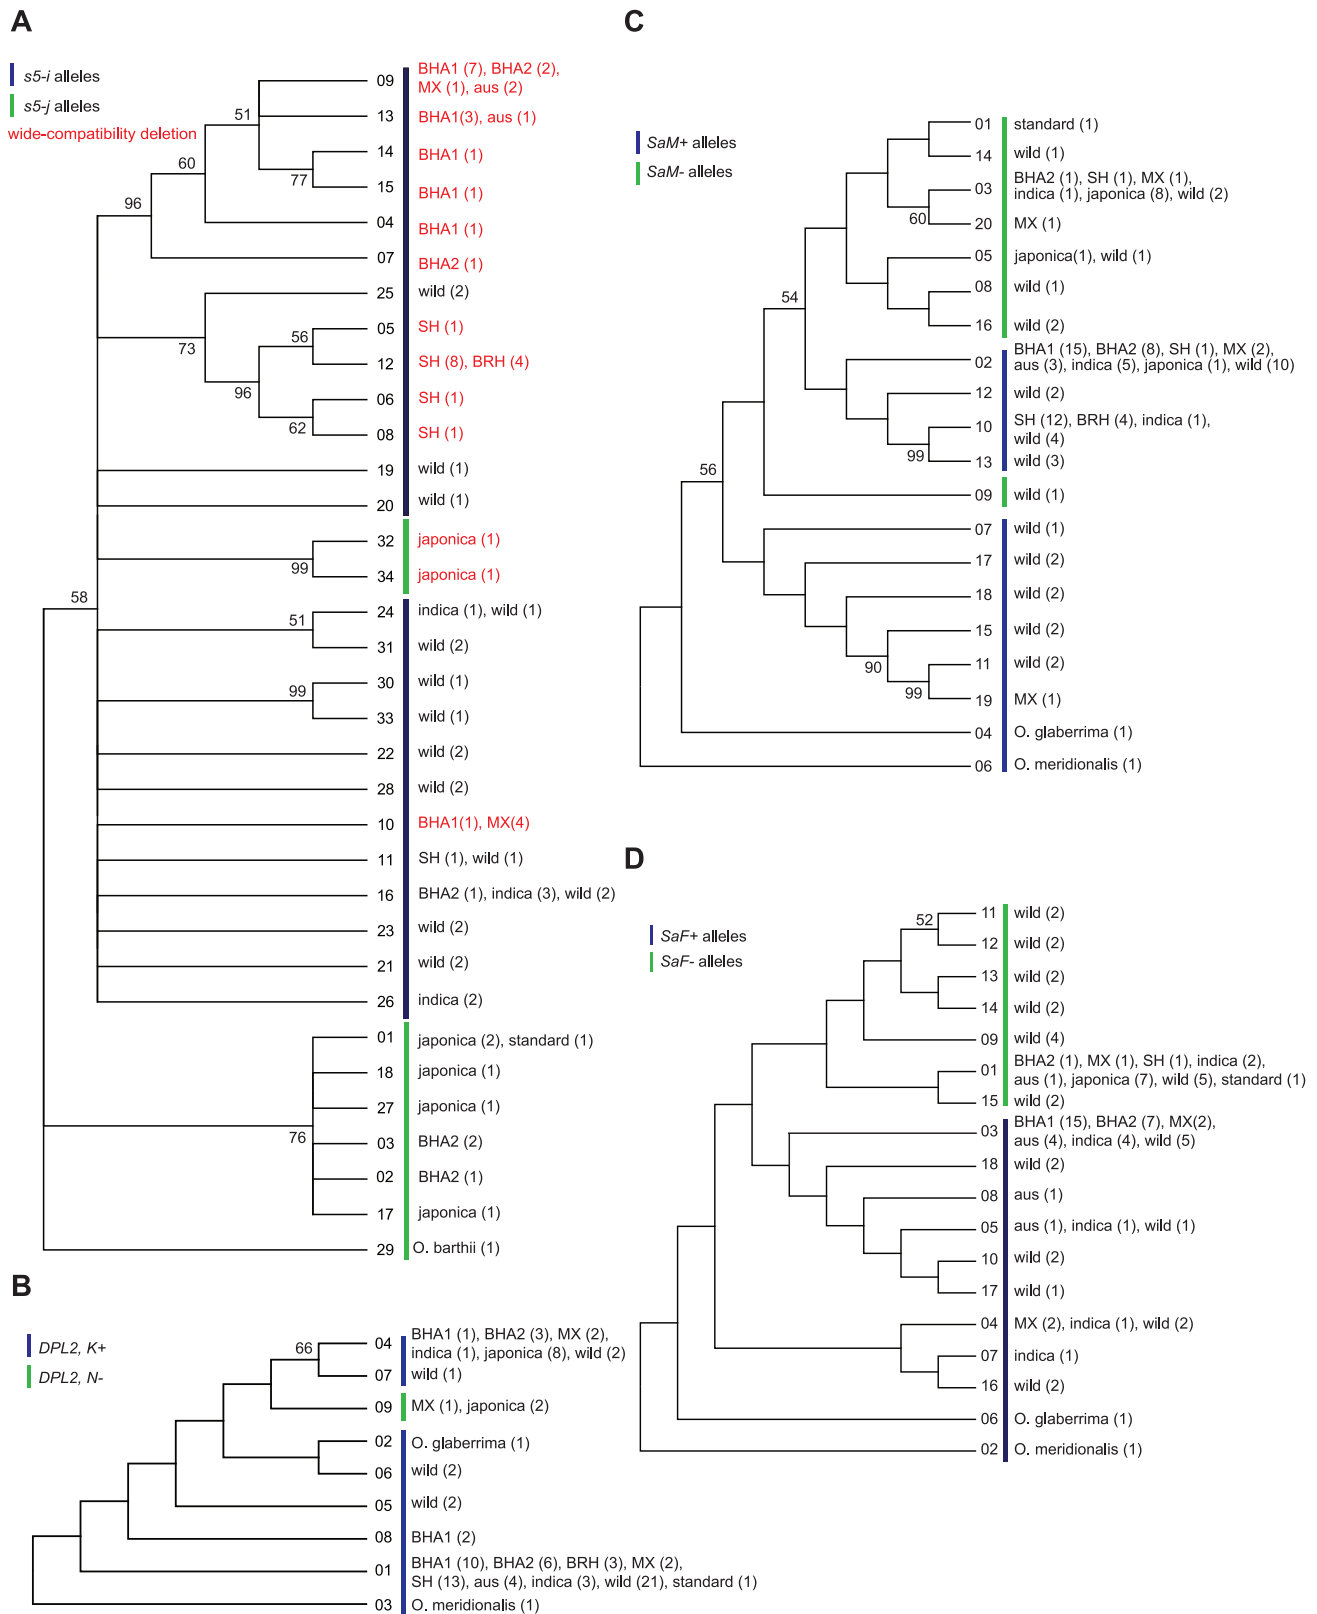 A
s5-i alleles
s5-j alleles
wide-compatibility deletion
09 BHA1 (7), BHA2 (2),
MX (1), aus (2)
51
13 BHA1(3), aus (1)
14 BHA1 (1)
60
77
15 BHA1 (1)
96
04 BHA1 (1)
07 BHA2 (1)
25 wild (2)
05 SH (1)
56
73
12 SH (8), BRH (4)
96
06 SH (1)
62
08 SH (1)
19 wild (1)
20 wild (1)
32 japonica (1)
99
34 japonica (1)
58
24 indica (1), wild (1)
51
31 wild (2)
30 wild (1)
99
33 wild (1)
22 wild (2)
28 wild (2)
10 BHA1(1), MX(4)
11 SH (1), wild (1)
16 BHA2 (1), indica (3), wild (2)
23 wild (2)
21 wild (2)
26 indica (2)
01 japonica (2), standard (1)
18 japonica (1)
27 japonica (1)
76
03 BHA2 (2)
02 BHA2 (1)
17 japonica (1)
29 O. barthii (1)
B
DPL2, K+
DPL2, N-
66
04 BHA1 (1), BHA2 (3), MX (2),
indica (1), japonica (8), wild (2)
07 wild (1)
09 MX (1), japonica (2)
02 O. glaberrima (1)
06 wild (2)
05 wild (2)
08 BHA1 (2)
01 BHA1 (10), BHA2 (6), BRH (3), MX (2),
SH (13), aus (4), indica (3), wild (21), standard (1)
03 O. meridionalis (1)
C
SaM+ alleles
SaM- alleles
01 standard (1)
14 wild (1)
03 BHA2 (1), SH (1), MX (1),
indica (1), japonica (8), wild (2)
60
20 MX (1)
05 japonica(1), wild (1)
08 wild (1)
54
16 wild (2)
02 BHA1 (15), BHA2 (8), SH (1), MX (2),
aus (3), indica (5), japonica (1), wild (10)
12 wild (2)
10 SH (12), BRH (4), indica (1),
wild (4)
99
13 wild (3)
56
09 wild (1)
07 wild (1)
17 wild (2)
18 wild (2)
15 wild (2)
90
11 wild (2)
99
19 MX (1)
04 O. glaberrima (1)
06 O. meridionalis (1)
D
SaF+ alleles
SaF- alleles
52
11 wild (2)
12 wild (2)
13 wild (2)
14 wild (2)
09 wild (4)
01 BHA2 (1), MX (1), SH (1), indica (2),
aus (1), japonica (7), wild (5), standard (1)
15 wild (2)
03 BHA1 (15), BHA2 (7), MX(2),
aus (4), indica (4), wild (5)
18 wild (2)
08 aus (1)
05 aus (1), indica (1), wild (1)
10 wild (2)
17 wild (1)
04 MX (2), indica (1), wild (2)
07 indica (1)
16 wild (2)
06 O. glaberrima (1)
02 O. meridionalis (1)